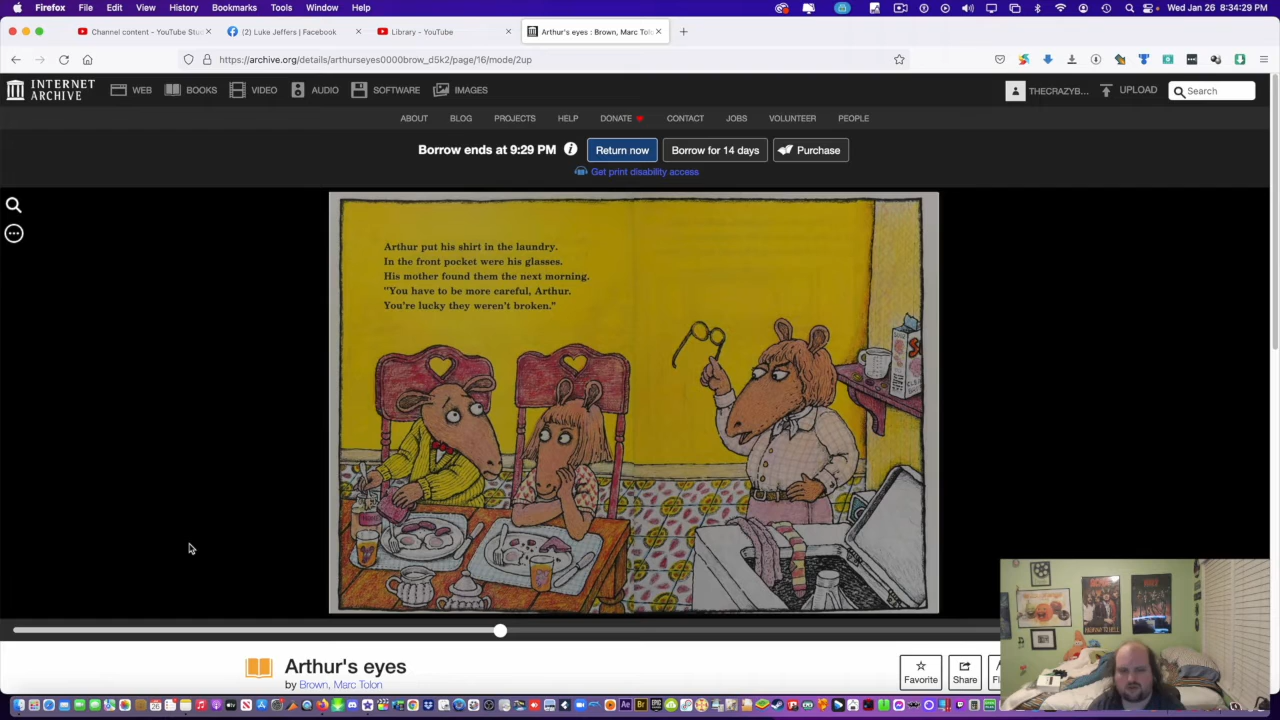 Firefox File Edit View History Bookmarks Tools Window Help
Wed Jan 26 8:34:29 PM
Channel content - YouTube Stu
(2) Luke Jeffers | Facebook
Library - YouTube
Arthur's eyes : Brown, Marc Tolo
https://archive.org/details/arthurseyes0000brow_d5k2/page/16/mode/2up
INTERNET
ARCHIVE
WEB BOOKS VIDEO AUDIO SOFTWARE IMAGES
THECRAZYB... UPLOAD Search
ABOUT BLOG PROJECTS HELP DONATE CONTACT JOBS VOLUNTEER PEOPLE
Borrow ends at 9:29 PM Return now Borrow for 14 days Purchase
Get print disability access
Arthur put his shirt in the laundry.
In the front pocket were his glasses.
His mother found them the next morning.
"You have to be more careful, Arthur.
You're lucky they weren't broken."
Arthur's eyes
by Brown, Marc Tolon
Favorite
Share